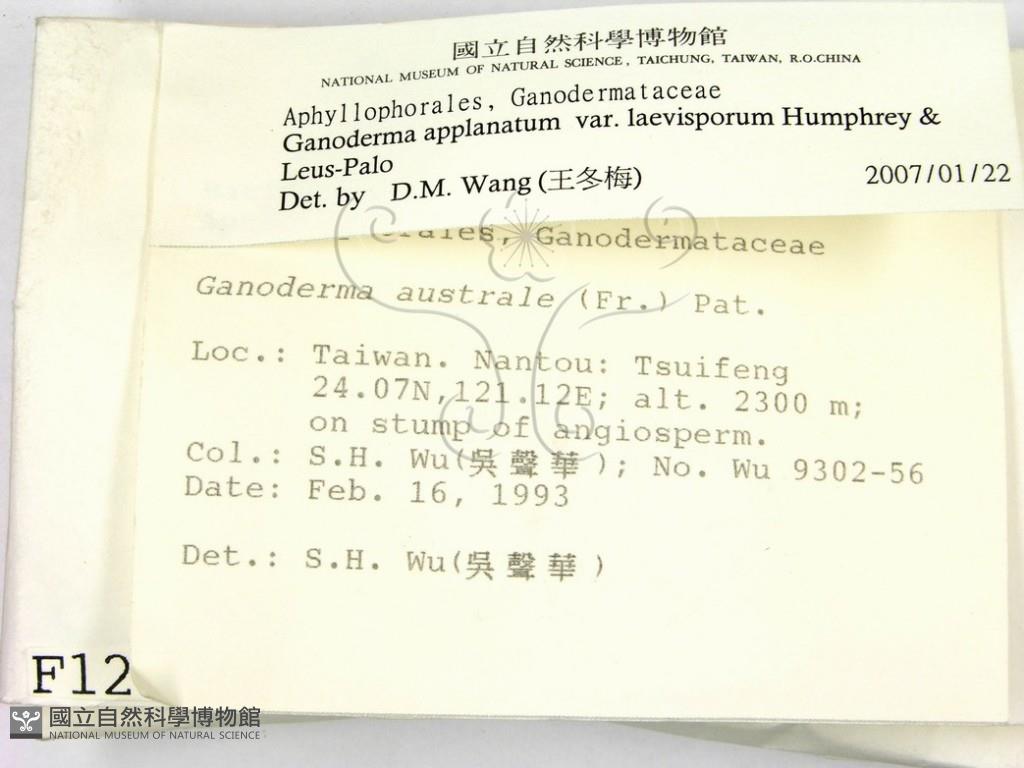 國立自然科學博物館
NATIONAL MUSEUM OF NATURAL SCIENCE, TAICHUNG, TAIWAN, R.O.CHINA
Aphyllophorales, Ganodermataceae
Ganoderma applanatum var. laevisporum Humphrey &
Leus-Palo
Det. by D.M. Wang (王冬梅) 2007/01/22
Ganodermataceae
Ganoderma australe (Fr.) Pat.
Loc.: Taiwan. Nantou: Tsuifeng
24.07N,121.12E; alt. 2300 m;
on stump of angiosperm.
Col.: S.H. Wu(吳聲華); No. Wu 9302-56
Date: Feb. 16, 1993
Det.: S.H. Wu(吳聲華)
F12
國立自然科學博物館
NATIONAL MUSEUM OF NATURAL SCIENCE